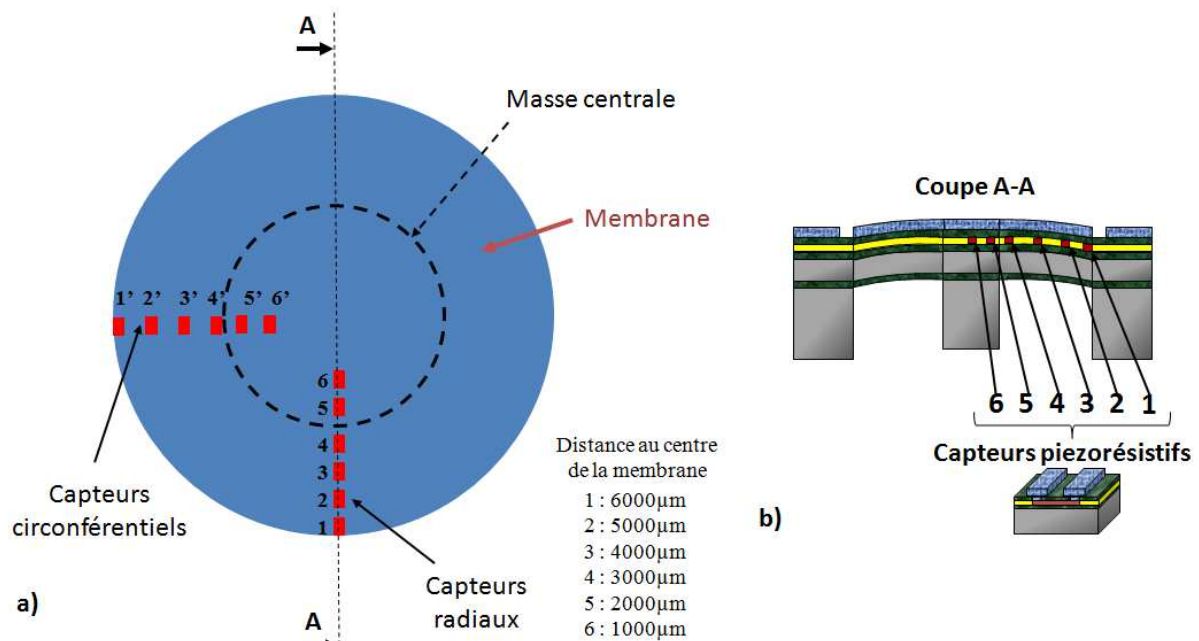 A
Masse centrale
Membrane
1’ 2’ 3’ 4’ 5’ 6’
6
5
4
3
2
1
Capteurs
circonférentiels
Capteurs
radiaux
Distance au centre
de la membrane
1 : 6000µm
2 : 5000µm
3 : 4000µm
4 : 3000µm
5 : 2000µm
6 : 1000µm
a)
A
Coupe A-A
6 5 4 3 2 1
Capteurs piezorésistifs
b)